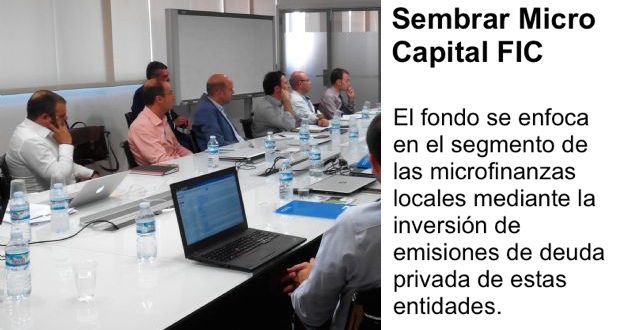 Sembrar Micro
Capital FIC
El fondo se enfoca
en el segmento de
las microfinanzas
locales mediante la
inversión de
emisiones de deuda
privada de estas
entidades.